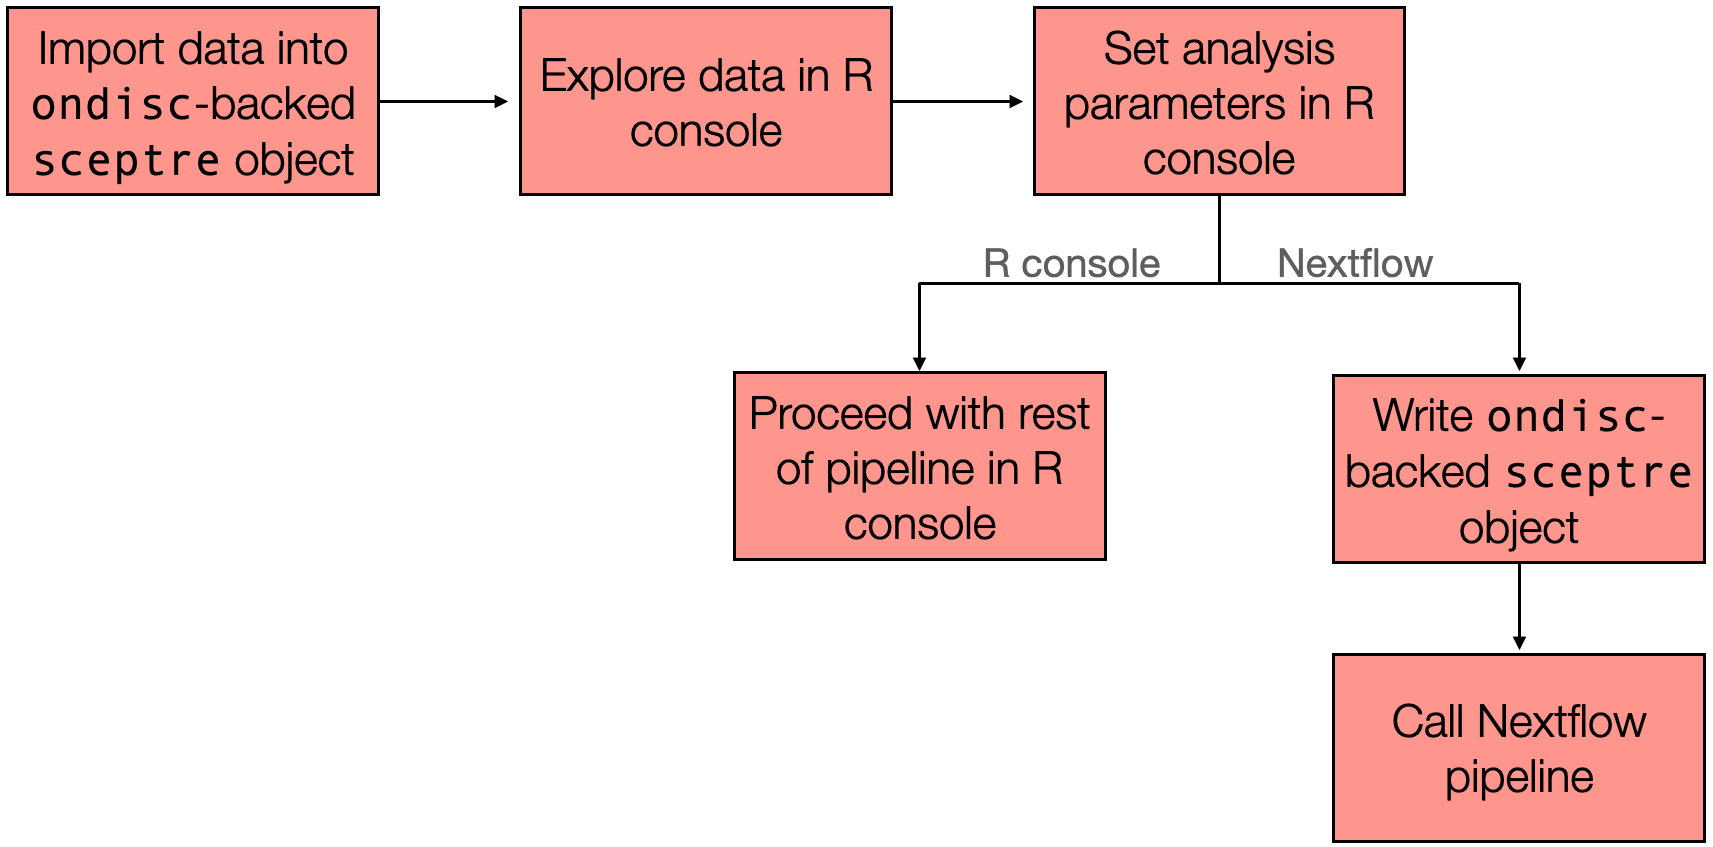 Import data into
ondisc-backed
sceptre object
Explore data in R
console
Set analysis
parameters in R
console
R console
Nextflow
Proceed with rest
of pipeline in R
console
Write ondisc-
backed sceptre
object
Call Nextflow
pipeline